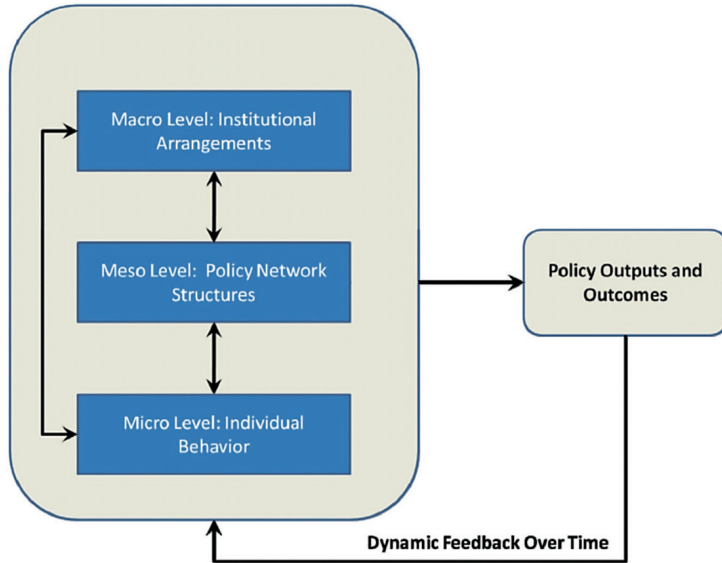 Macro Level: Institutional
Arrangements
Meso Level: Policy Network
Structures
Micro Level: Individual
Behavior
Policy Outputs and
Outcomes
Dynamic Feedback Over Time